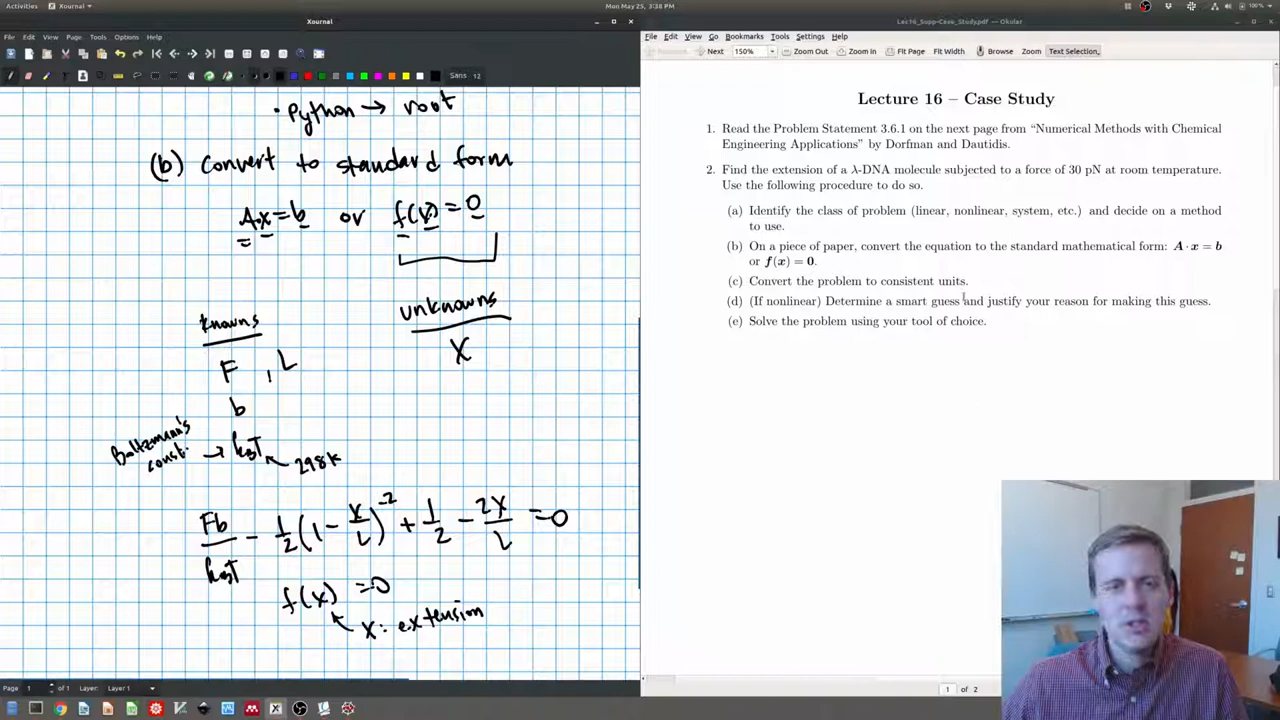 Activities
Xournal
Mon May 25, 3:38 PM
100%
Xournal
File Edit View Page Tools Options Help
Sans 12
· Python → root
(b) convert to standard form
A·x=b or f(x)=0
knowns
unknowns
F , L
x
b
Boltzmann's
const. → kBT ← 298K
Fb/kBT - 1/2(1 - x/L)^-2 + 1/2 - 2x/L = 0
f(x) = 0
x: extension
Page 1 of 1 Layer: Layer 1
Lec16_Supp-Case_Study.pdf – Okular
File Edit View Go Bookmarks Tools Settings Help
Next 150% Zoom Out Zoom In Fit Page Fit Width Browse Zoom Text Selection
Lecture 16 – Case Study
1. Read the Problem Statement 3.6.1 on the next page from “Numerical Methods with Chemical
Engineering Applications” by Dorfman and Dautidis.
2. Find the extension of a λ-DNA molecule subjected to a force of 30 pN at room temperature.
Use the following procedure to do so.
(a) Identify the class of problem (linear, nonlinear, system, etc.) and decide on a method
to use.
(b) On a piece of paper, convert the equation to the standard mathematical form: A · x = b
or f(x) = 0.
(c) Convert the problem to consistent units.
(d) (If nonlinear) Determine a smart guess and justify your reason for making this guess.
(e) Solve the problem using your tool of choice.
1 of 2